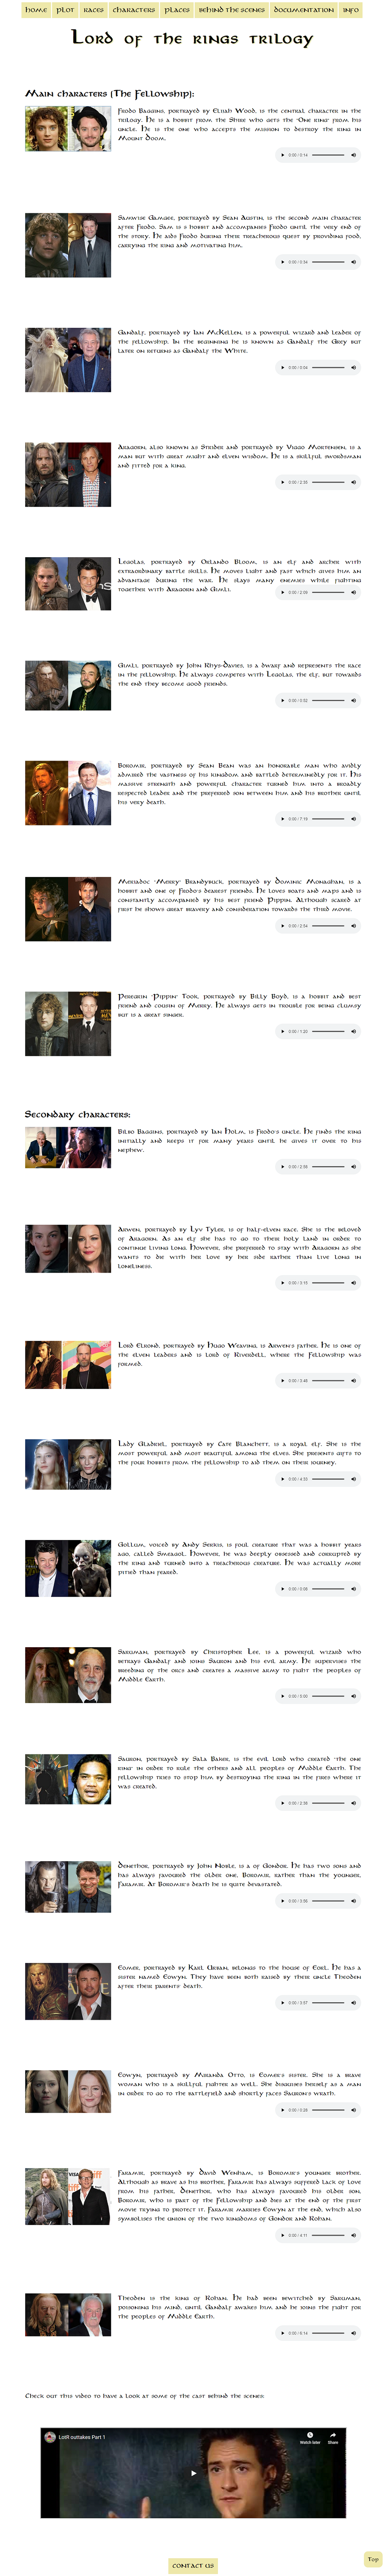 Home Plot Races Characters Places Behind the scenes Documentation Info
Lord of the rings trilogy
Main characters (The Fellowship):
Frodo Baggins, portrayed by Elijah Wood, is the central character in the
trilogy. He is a hobbit from the Shire who gets the "One ring" from his
uncle. He is the one who accepts the mission to destroy the ring in
Mount Doom.
0:00 / 0:14
Samwise Gamgee, portrayed by Sean Austin, is the second main character
after Frodo. Sam is s hobbit and accompanies Frodo until the very end of
the story. He aids Frodo during their treacherous quest by providing food,
carrying the ring and motivating him.
0:00 / 0:34
Gandalf, portrayed by Ian McKellen, is a powerful wizard and leader of
the fellowship. In the beginning he is known as Gandalf the Grey but
later on returns as Gandalf the White.
0:00 / 0:04
Aragorn, also known as Strider and portrayed by Viggo Mortensen, is a
man but with great might and elven wisdom. He is a skillful swordsman
and fitted for a king.
0:00 / 2:55
Legolas, portrayed by Orlando Bloom, is an elf and archer with
extraordinary battle skills. He moves light and fast which gives him an
advantage during the war. He slays many enemies while fighting
together with Aragorn and Gimli.
0:00 / 2:09
Gimli, portrayed by John Rhys-Davies, is a dwarf and represents the race
in the fellowship. He always competes with Legolas, the elf, but towards
the end they become good friends.
0:00 / 0:52
Boromir, portrayed by Sean Bean was an honorable man who avidly
admired the vastness of his kingdom and battled determinedly for it. His
massive strength and powerful character turned him into a broadly
respected leader and the preferred son between him and his brother until
his very death.
0:00 / 7:19
Meriadoc "Merry" Brandybuck, portrayed by Dominic Monaghan, is a
hobbit and one of Frodo's dearest friends. He loves boats and maps and is
constantly accompanied by his best friend Pippin. Although scared at
first he shows great bravery and consideration towards the third movie.
0:00 / 2:54
Peregrin "Pippin" Took, portrayed by Billy Boyd, is a hobbit and best
friend and cousin of Merry. He always gets in trouble for being clumsy
but is a great singer.
0:00 / 1:20
Secondary characters:
Bilbo Baggins, portrayed by Ian Holm, is Frodo's uncle. He finds the ring
initially and keeps it for many years until he gives it over to his
nephew.
0:00 / 2:58
Arwen, portrayed by Lyv Tyler, is of half-elven race. She is the beloved
of Aragorn. As an elf she has to go to their holy land in order to
continue living long. However, she preferred to stay with Aragorn as she
wants to die with her love by her side rather than live long in
loneliness.
0:00 / 3:15
Lord Elrond, portrayed by Hugo Weaving, is Arwen's father. He is one of
the elven leaders and is lord of Riverdell, where the Fellowship was
formed.
0:00 / 3:48
Lady Gladriel, portrayed by Cate Blanchett, is a royal elf. She is the
most powerful and most beautiful among the elves. She presents gifts to
the four hobbits from the fellowship to aid them on their journey.
0:00 / 4:33
Gollum, voiced by Andy Serkis, is foul creature that was a hobbit years
ago, called Smeagol. However, he was deeply obsessed and corrupted by
the ring and turned into a treacherous creature. He was actually more
pitied than feared.
Saruman, portrayed by Christopher Lee, is a powerful wizard who
betrays Gandalf and joins Sauron and his evil army. He supervises the
breeding of the orcs and creates a massive army to fight the peoples of
Middle Earth.
Sauron, portrayed by Sala Baker, is the evil lord who created "the one
ring" in order to rule the others and all peoples of Middle Earth. The
fellowship tries to stop him by destroying the ring in the fires where it
was created.
Denethor, portrayed by John Noble, is a of Gondor. He has two sons and
has always favoured the older one, Boromir, rather than the younger,
Faramir. At Boromir's death he is quite devastated.
Eomer, portrayed by Karl Urban, belongs to the house of Eorl. He has a
sister named Eowyn. They have been both raised by their uncle Theoden
after their parents' death.
0:00 / 3:57
Eowyn, portrayed by Miranda Otto, is Eomer's sister. She is a brave
woman who is a skillful fighter as well. She disguises herself as a man
in order to go to the battlefield and shortly faces Sauron's wrath.
Faramir, portrayed by David Wenham, is Boromir's younger brother.
Although as brave as his brother, Faramir has always suffered lack of love
from his father, Denethor, who has always favoured his older son,
Boromir, who is part of the Fellowship and dies at the end of the first
movie trying to protect it. Faramir marries Eowyn at the end, which also
symbolises the union of the two kingdoms of Gondor and Rohan.
0:00 / 4:11
Theoden is the king of Rohan. He had been bewitched by Saruman,
poisoning his mind, until Gandalf awakes him and he joins the fight for
the peoples of Middle Earth.
0:00 / 6:14
Check out this video to have a look at some of the cast behind the scenes:
LotR outtakes Part 1
Watch later Share
Top
Contact us